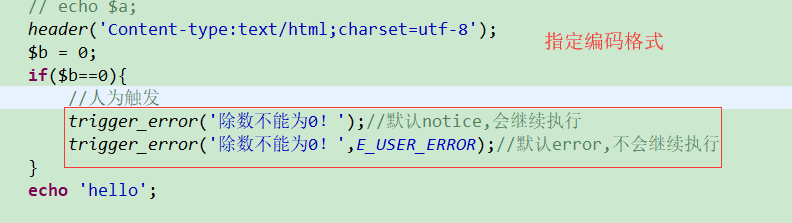 // echo $a;
header('Content-type:text/html;charset=utf-8');
指定编码格式
$b = 0;
if($b==0){
//人为触发
trigger_error('除数不能为0！');//默认notice,会继续执行
trigger_error('除数不能为0！',E_USER_ERROR);//默认error,不会继续执行
}
echo 'hello';